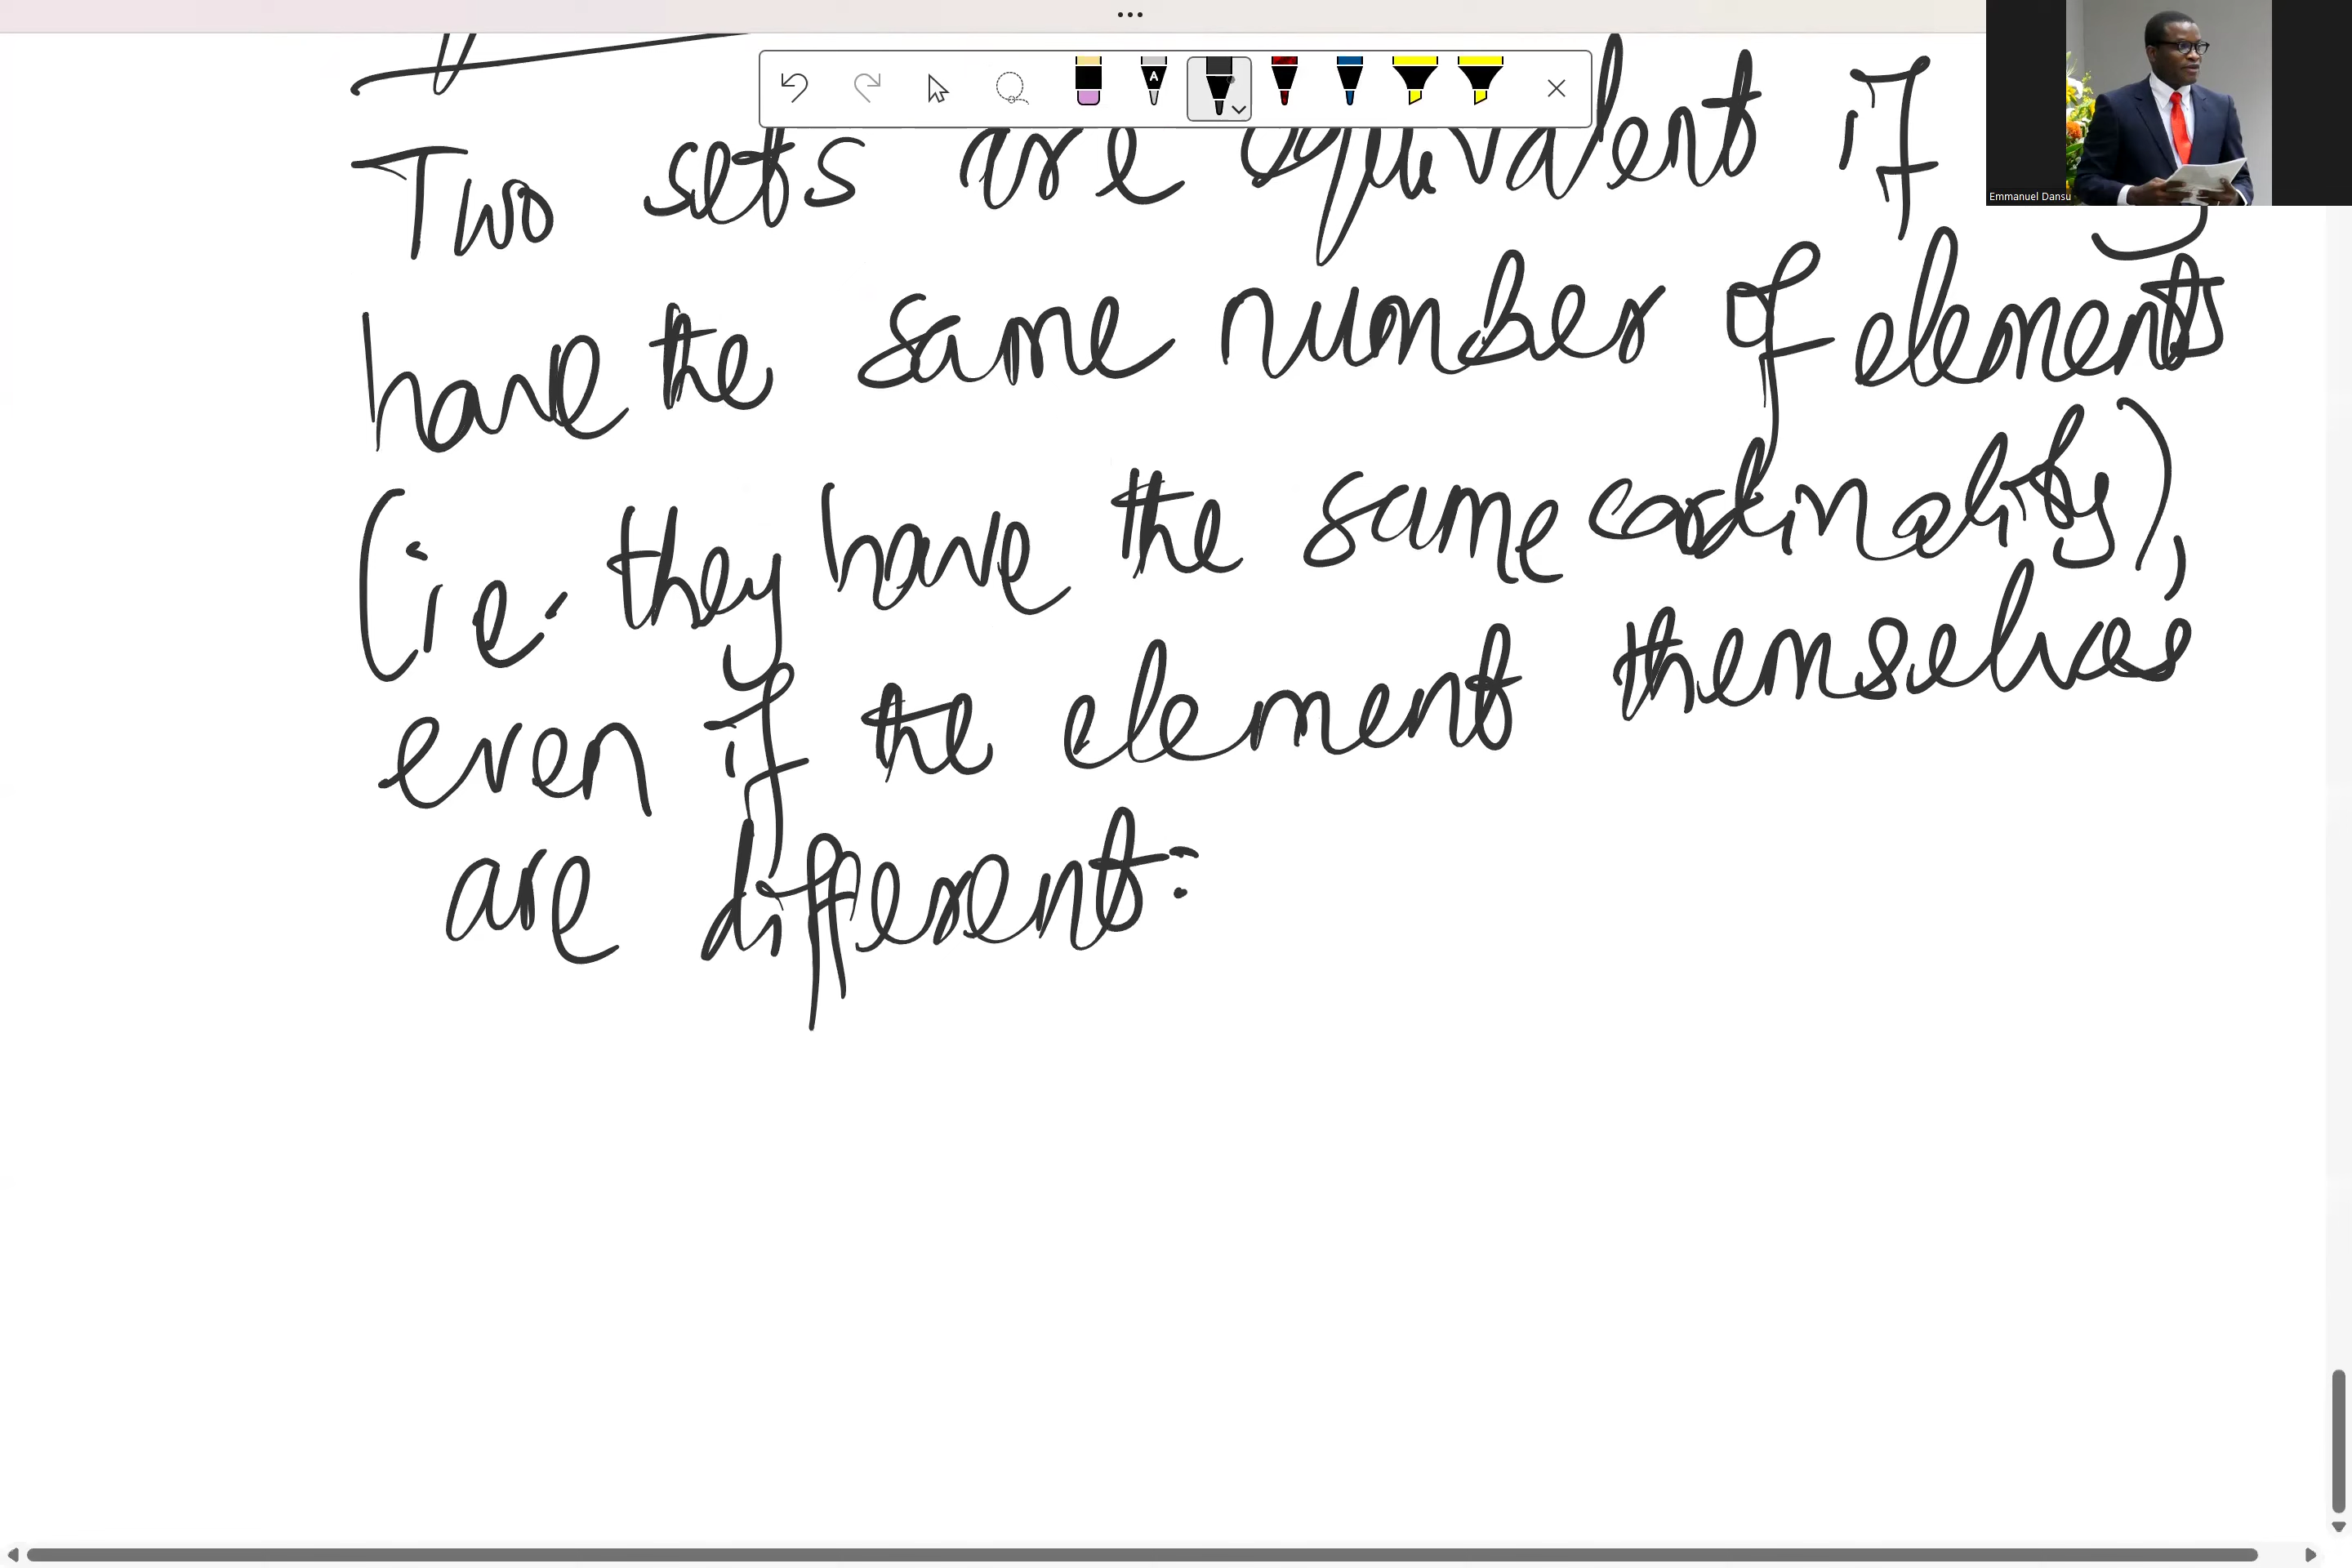 Two sets are equivalent if
have the same number of elements
(i.e. they have the same cardinality),
even if the element themselves
are different:
Emmanuel Dansu